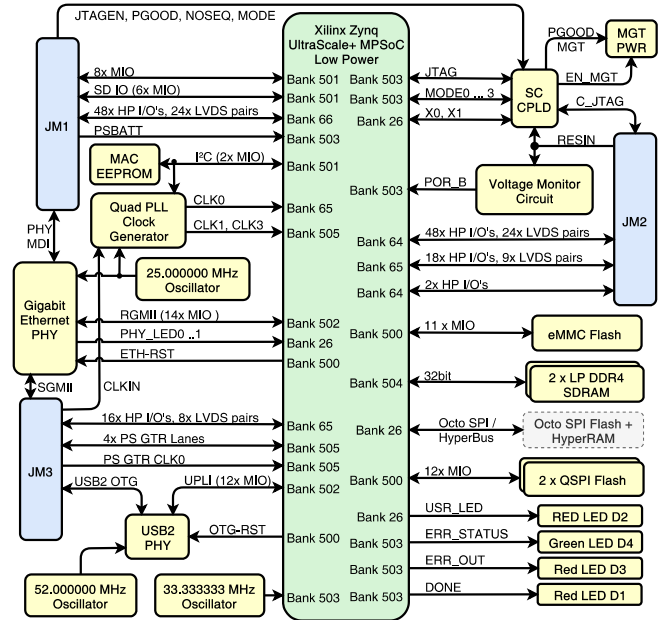 JTAGEN, PGOOD, NOSEQ, MODE
Xilinx Zynq
UltraScale+ MPSoC
Low Power
PGOOD
MGT
MGT
PWR
EN_MGT
8x MIO
Bank 501
Bank 503
JTAG
SC
CPLD
SD IO (6x MIO)
Bank 501
Bank 503
MODE0 ... 3
C_JTAG
JM1
48x HP I/O's, 24x LVDS pairs
Bank 66
Bank 26
X0, X1
PSBATT
Bank 503
RESIN
MAC
EEPROM
I²C (2x MIO)
Bank 501
Bank 503
POR_B
Voltage Monitor
Circuit
JM2
Quad PLL
Clock
Generator
CLK0
Bank 65
CLK1, CLK3
Bank 505
PHY
MDI
Bank 64
48x HP I/O's, 24x LVDS pairs
Bank 65
18x HP I/O's, 9x LVDS pairs
Bank 64
2x HP I/O's
25.000000 MHz
Oscillator
Gigabit
Ethernet
PHY
RGMII (14x MIO )
Bank 502
PHY_LED0 ..1
Bank 26
ETH-RST
Bank 500
Bank 500
11 x MIO
eMMC Flash
SGMII
CLKIN
Bank 504
32bit
2 x LP DDR4
SDRAM
JM3
16x HP I/O's, 8x LVDS pairs
Bank 65
4x PS GTR Lanes
Bank 505
PS GTR CLK0
Bank 505
USB2 OTG
UPLI (12x MIO)
Bank 502
Bank 26
Octo SPI /
HyperBus
Octo SPI Flash +
HyperRAM
Bank 500
12x MIO
2 x QSPI Flash
USB2
PHY
OTG-RST
Bank 500
Bank 26
USR_LED
RED LED D2
Bank 503
ERR_STATUS
Green LED D4
Bank 503
ERR_OUT
Red LED D3
52.000000 MHz
Oscillator
33.333333 MHz
Oscillator
Bank 503
Bank 503
DONE
Red LED D1